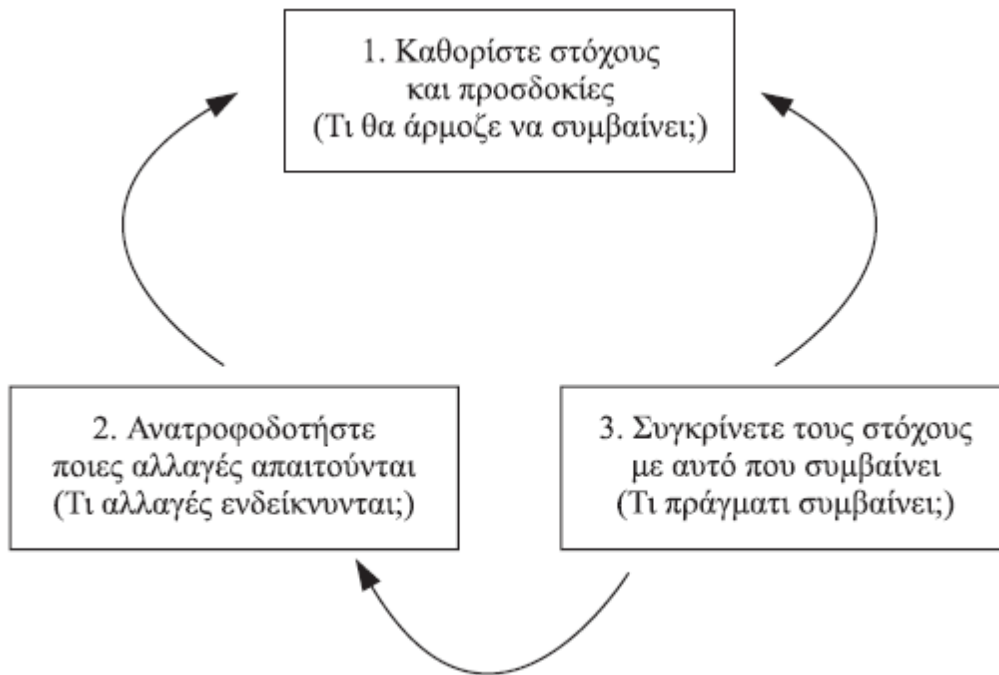 1. Καθορίστε στόχους
και προσδοκίες
(Τι θα άρμοζε να συμβαίνει;)
2. Ανατροφοδοτήστε
ποιες αλλαγές απαιτούνται
(Τι αλλαγές ενδείκνυνται;)
3. Συγκρίνετε τους στόχους
με αυτό που συμβαίνει
(Τι πράγματι συμβαίνει;)